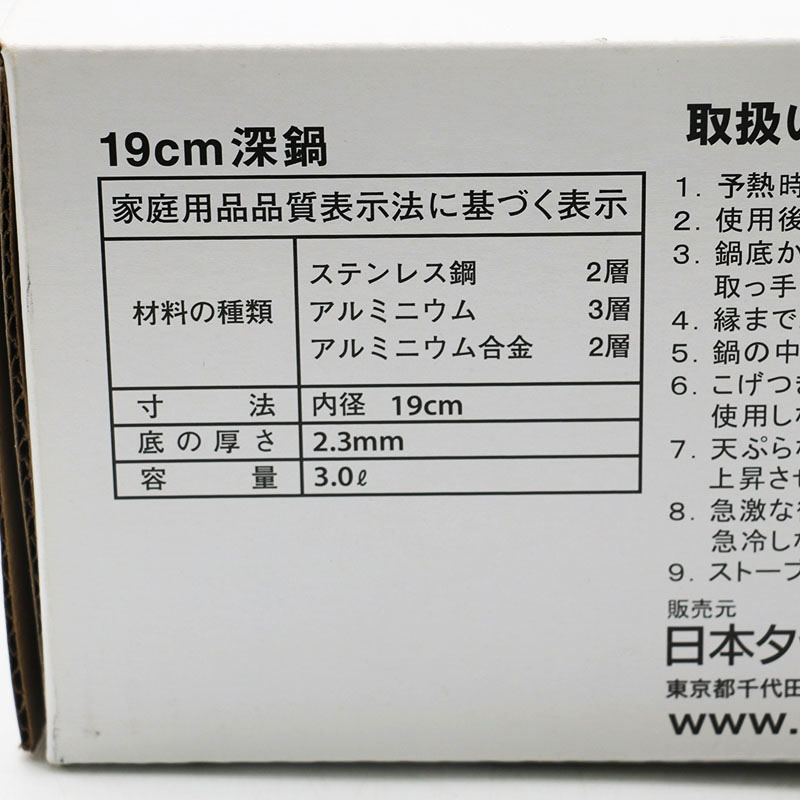 19cm深鍋
家庭用品品質表示法に基づく表示
材料の種類
ステンレス鋼 2層
アルミニウム 3層
アルミニウム合金 2層
寸法 内径 19cm
底の厚さ 2.3mm
容量 3.0ℓ
取扱い
1. 予熱時
2. 使用後
3. 鍋底か
取っ手
4. 縁まで
5. 鍋の中
6. こげつき
使用しな
7. 天ぷらな
上昇させ
8. 急激な
急冷しな
9. ストーブ
販売元
日本タ
東京都千代田
www.